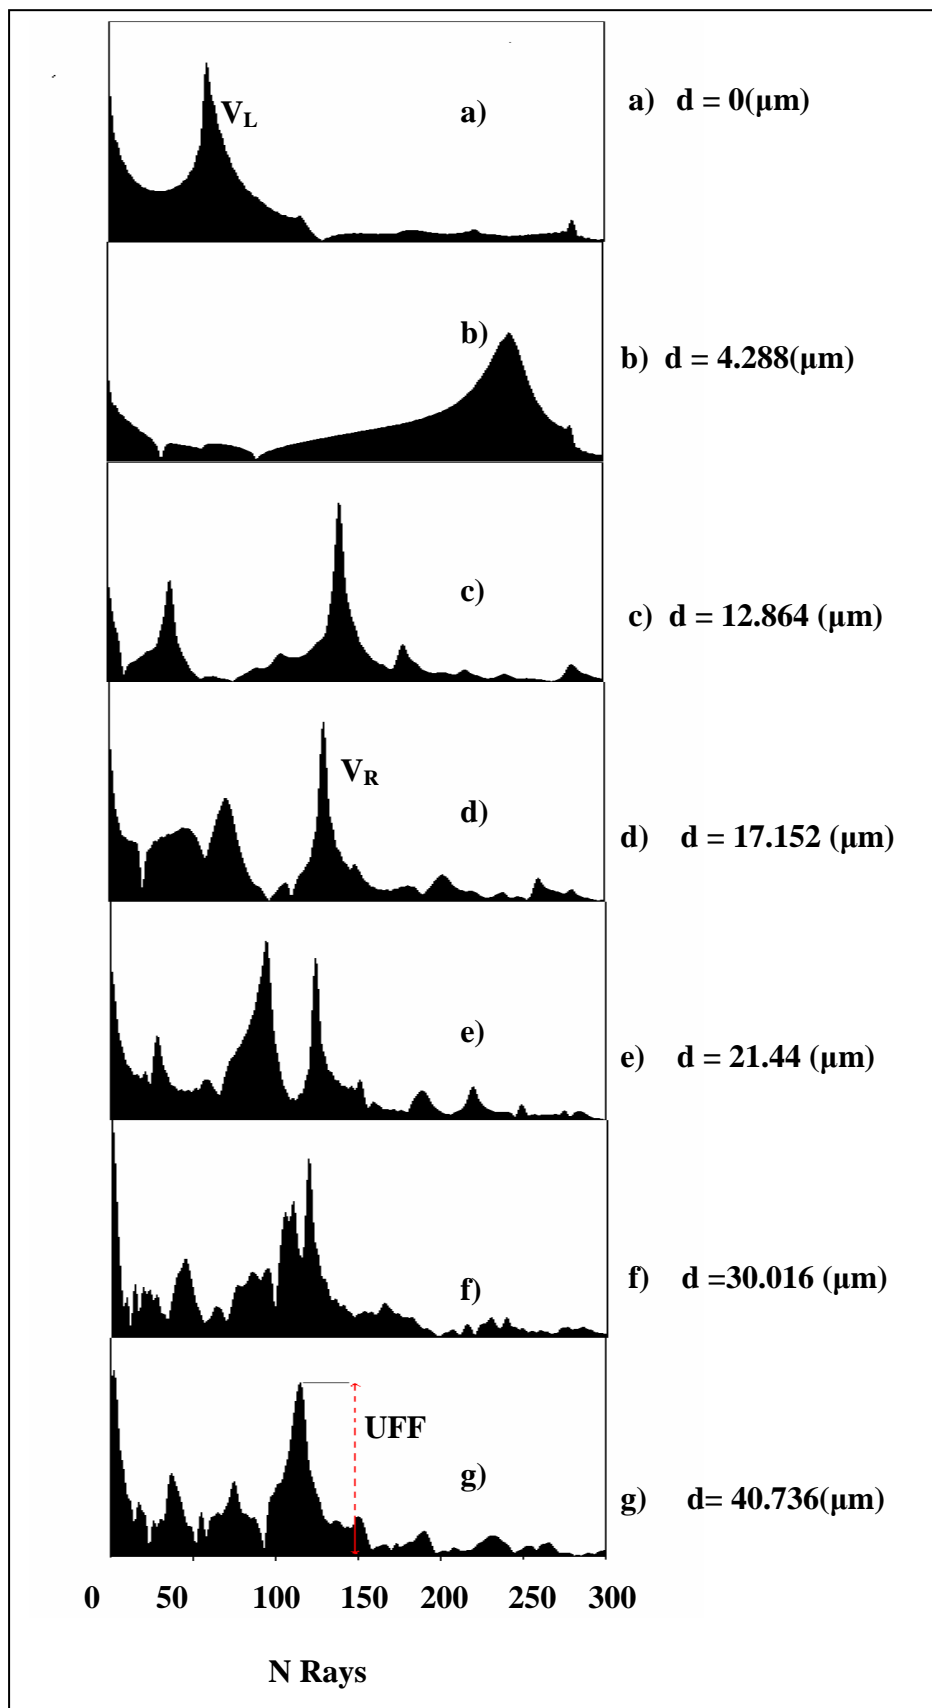 V_L
a)
a) d = 0(μm)
b)
b) d = 4.288(μm)
c)
c) d = 12.864 (μm)
V_R
d)
d) d = 17.152 (μm)
e)
e) d = 21.44 (μm)
f)
f) d =30.016 (μm)
UFF
g)
g) d= 40.736(μm)
0 50 100 150 200 250 300
N Rays